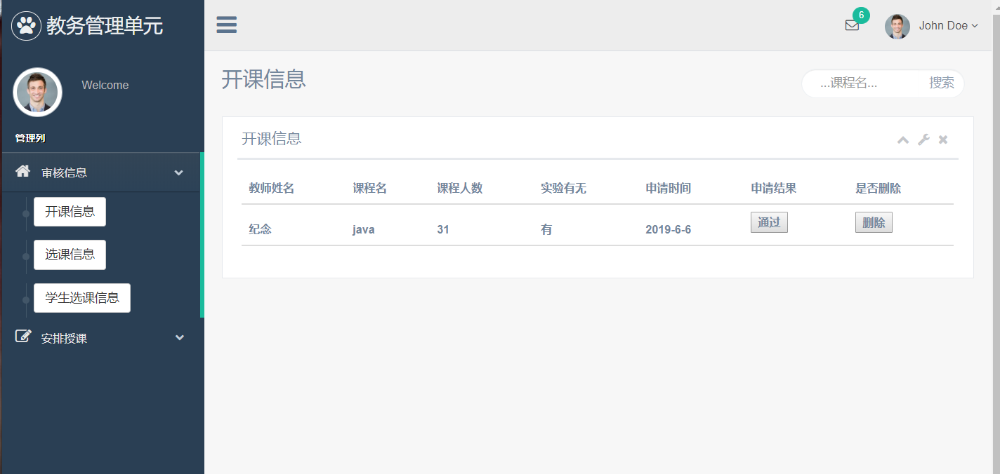 教务管理单元
6
John Doe
Welcome
管理列
审核信息
开课信息
选课信息
学生选课信息
安排授课
开课信息
...课程名... 搜索
开课信息
教师姓名 课程名 课程人数 实验有无 申请时间 申请结果 是否删除
纪念 java 31 有 2019-6-6 通过 删除